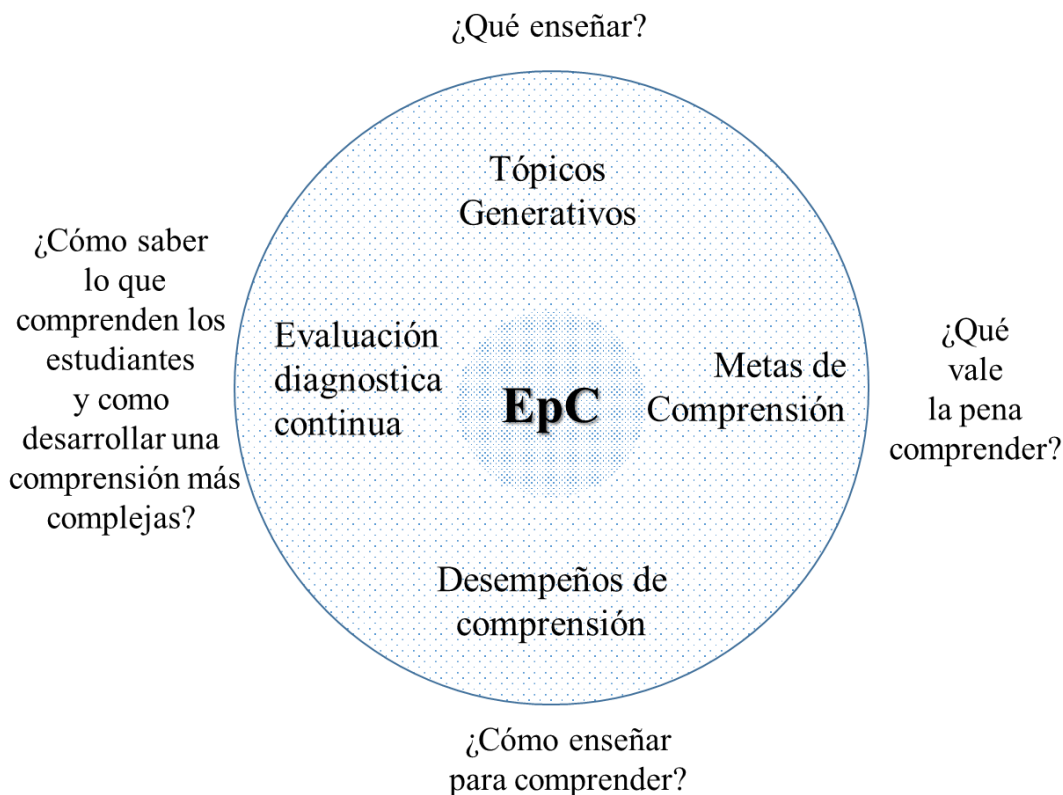 ¿Qué enseñar?
Tópicos
Generativos
¿Cómo saber
lo que
comprenden los
estudiantes
y como
desarrollar una
comprensión más
complejas?
Evaluación
diagnostica
continua
EpC
Metas de
Comprensión
¿Qué
vale
la pena
comprender?
Desempeños de
comprensión
¿Cómo enseñar
para comprender?